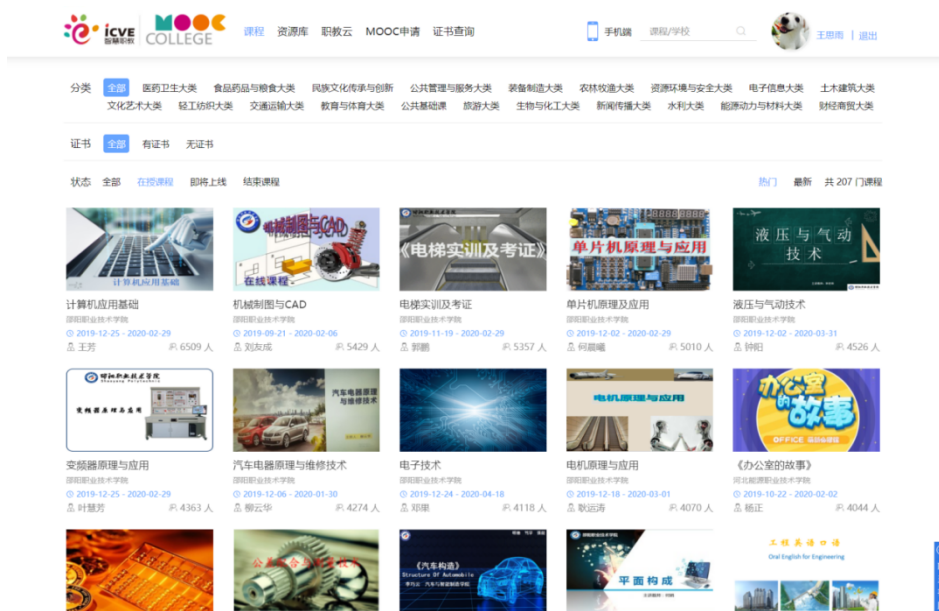 icve 智慧职教 MOOC COLLEGE 课程 资源库 职教云 MOOC申请 证书查询 手机端 课程/学校 王思雨 | 退出
分类 全部 医药卫生大类 食品药品与粮食大类 民族文化传承与创新 公共管理与服务大类 装备制造大类 农林牧渔大类 资源环境与安全大类 电子信息大类 土木建筑大类
文化艺术大类 轻工纺织大类 交通运输大类 教育与体育大类 公共基础课 旅游大类 生物与化工大类 新闻传播大类 水利大类 能源动力与材料大类 财经商贸大类
证书 全部 有证书 无证书
状态 全部 在授课程 即将上线 结束课程 热门 最新 共 207 门课程
计算机应用基础
机械制图与CAD
在线课程
《电梯实训及考证》
单片机原理与应用
液压与气动
技术
计算机应用基础 机械制图与CAD 电梯实训及考证 单片机原理及应用 液压与气动技术
邵阳职业技术学院 邵阳职业技术学院 邵阳职业技术学院 邵阳职业技术学院 邵阳职业技术学院
2019-12-25 - 2020-02-29 2019-09-21 - 2020-02-06 2019-11-19 - 2020-02-29 2019-12-02 - 2020-02-29 2019-12-02 - 2020-03-31
王芳 6509 人 刘友成 5429 人 郭鹏 5357 人 何晨曦 5010 人 钟阳 4526 人
邵阳职业技术学院
变频器原理与应用
汽车电器原理
与维修技术
电机原理与应用
办公室
的故事
OFFICE
变频器原理与应用 汽车电器原理与维修技术 电子技术 电机原理与应用 《办公室的故事》
邵阳职业技术学院 邵阳职业技术学院 邵阳职业技术学院 邵阳职业技术学院 河北能源职业技术学院
2019-12-25 - 2020-02-29 2019-12-06 - 2020-01-30 2019-12-24 - 2020-04-18 2019-12-18 - 2020-03-01 2019-10-22 - 2020-02-02
叶慧芳 4363 人 柳云华 4274 人 邓果 4118 人 耿运涛 4070 人 杨正 4044 人
《汽车构造》
Structure Of Automobile
邵阳职业技术学院
平面构成
工程英语口语
Oral English for Engineering